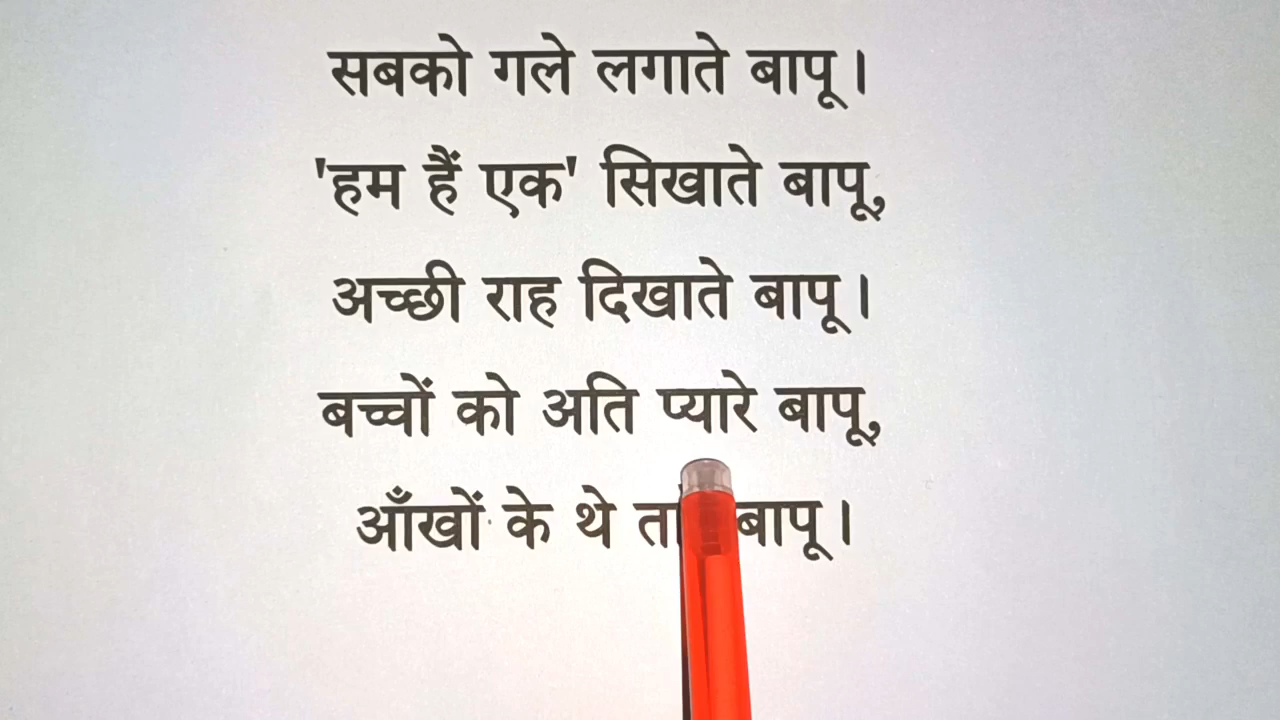 सबको गले लगाते बापू।
'हम हैं एक' सिखाते बापू,
अच्छी राह दिखाते बापू।
बच्चों को अति प्यारे बापू,
आँखों के थे बापू।